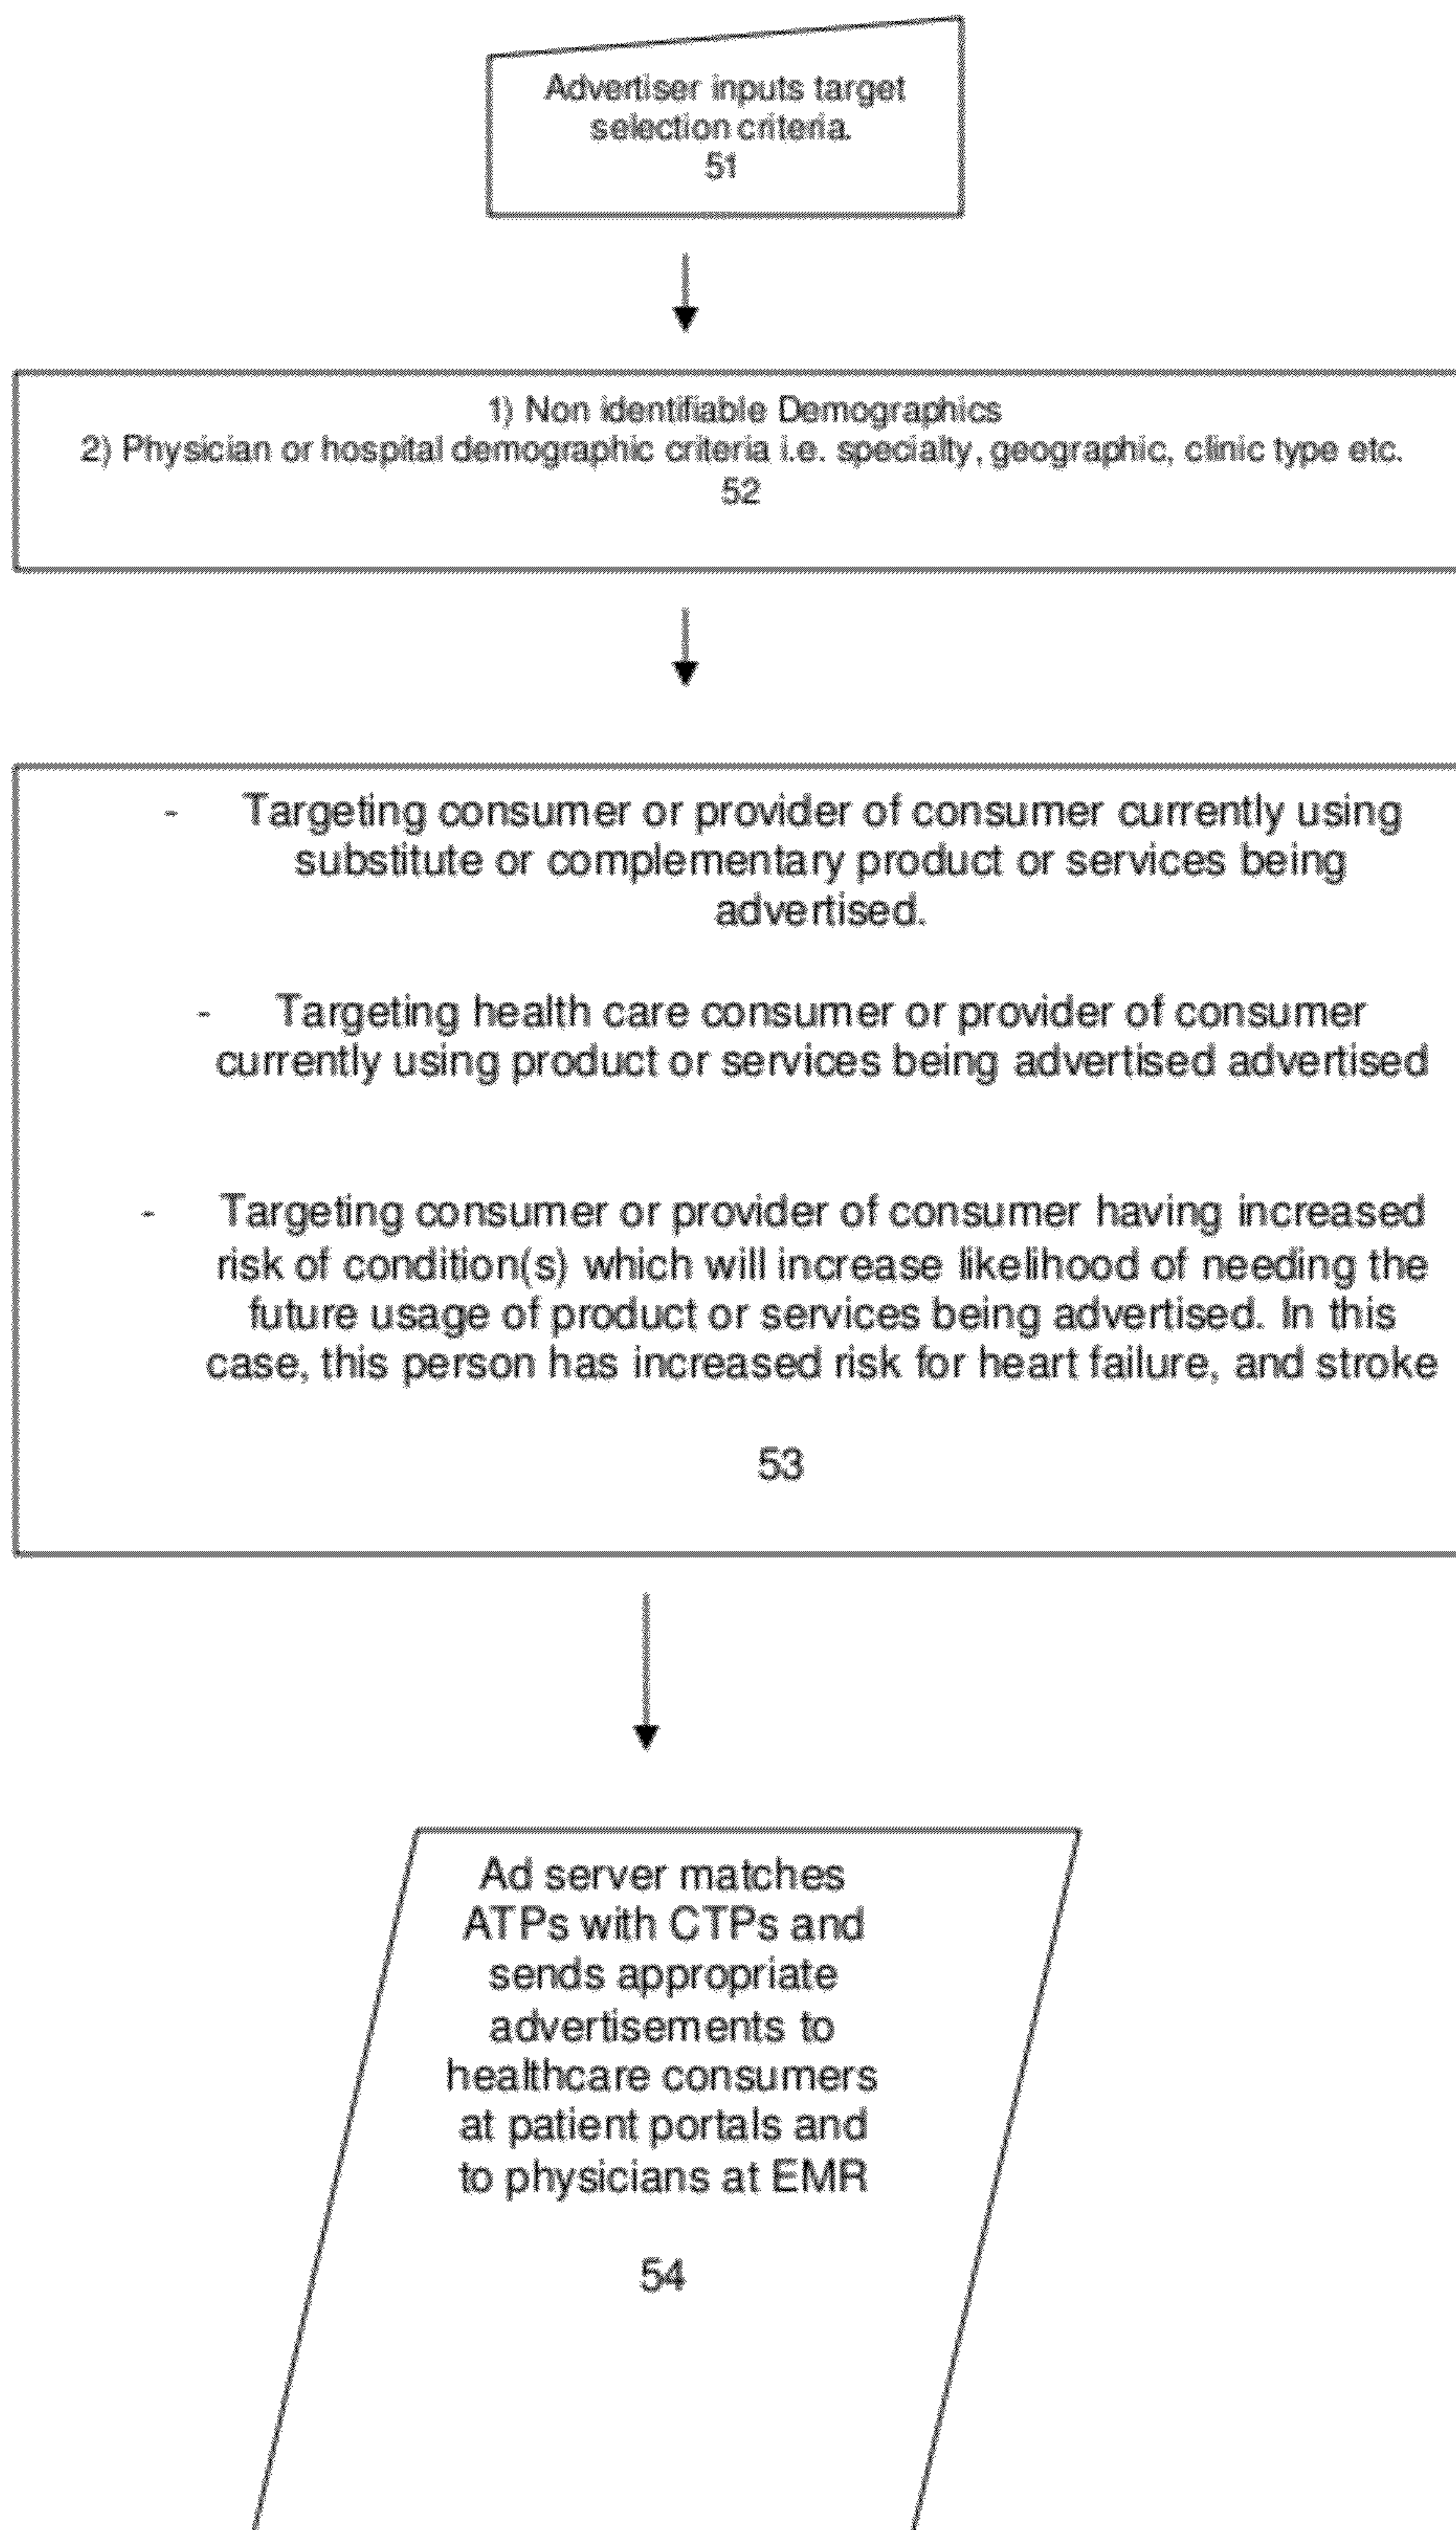 Advertiser inputs target
selection criteria.
51
1) Non identifiable Demographics
2) Physician or hospital demographic criteria i.e. specialty, geographic, clinic type etc.
52
- Targeting consumer or provider of consumer currently using
substitute or complementary product or services being
advertised.
- Targeting health care consumer or provider of consumer
currently using product or services being advertised advertised
- Targeting consumer or provider of consumer having increased
risk of condition(s) which will increase likelihood of needing the
future usage of product or services being advertised. In this
case, this person has increased risk for heart failure, and stroke
53
Ad server matches
ATPs with CTPs and
sends appropriate
advertisements to
healthcare consumers
at patient portals and
to physicians at EMR
54